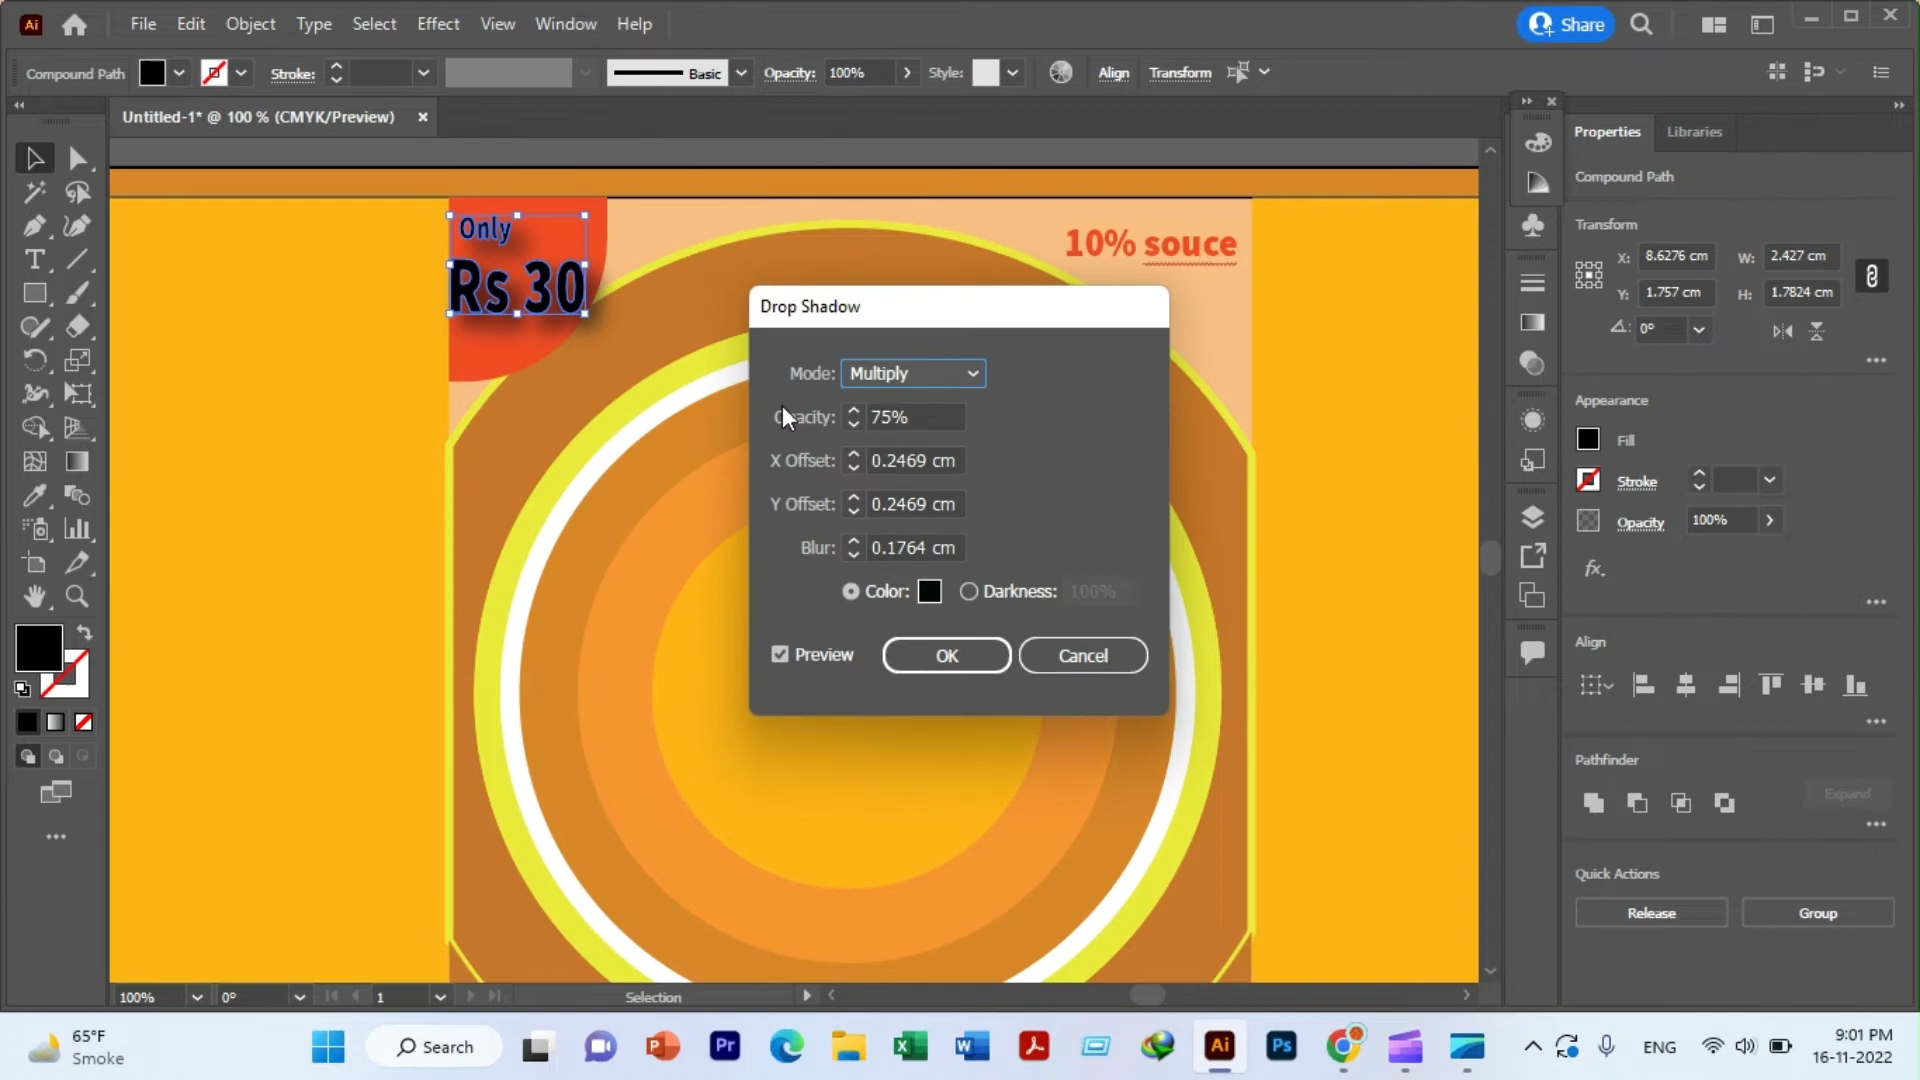 Ai File Edit Object Type Select Effect View Window Help Share
Compound Path Stroke: Basic Opacity: 100% Style: Align Transform
Untitled-1* @ 100 % (CMYK/Preview)
Properties Libraries
Compound Path
Transform
X: 8.6276 cm W: 2.427 cm
Y: 1.757 cm H: 1.7824 cm
0°
Appearance
Fill
Stroke
Opacity 100%
fx.
Align
Pathfinder
Expand
Quick Actions
Release Group
Only
Rs 30
10% souce
Drop Shadow
Mode: Multiply
Opacity: 75%
X Offset: 0.2469 cm
Y Offset: 0.2469 cm
Blur: 0.1764 cm
Color: Darkness: 100%
Preview OK Cancel
100% 0° 1 Selection
65°F
Smoke
Search
P Pr X W Ai Ps
ENG
9:01 PM
16-11-2022